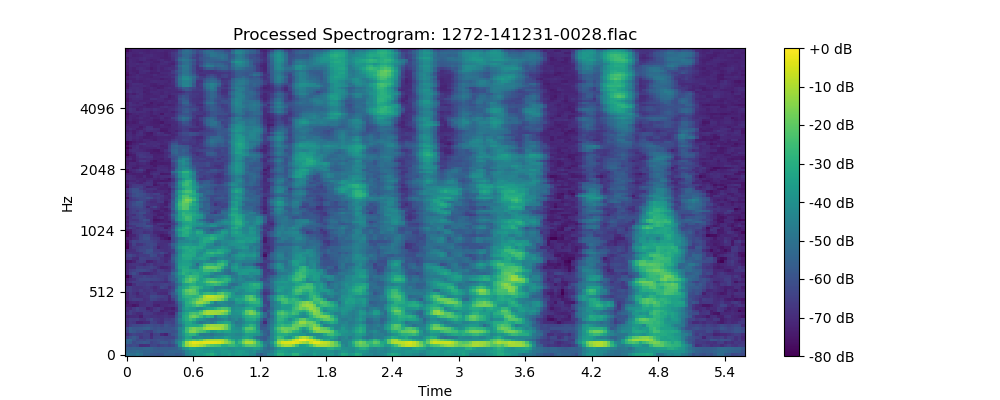 Processed Spectrogram: 1272-141231-0028.flac
Hz
4096
2048
1024
512
0
0 0.6 1.2 1.8 2.4 3 3.6 4.2 4.8 5.4
Time
+0 dB
-10 dB
-20 dB
-30 dB
-40 dB
-50 dB
-60 dB
-70 dB
-80 dB